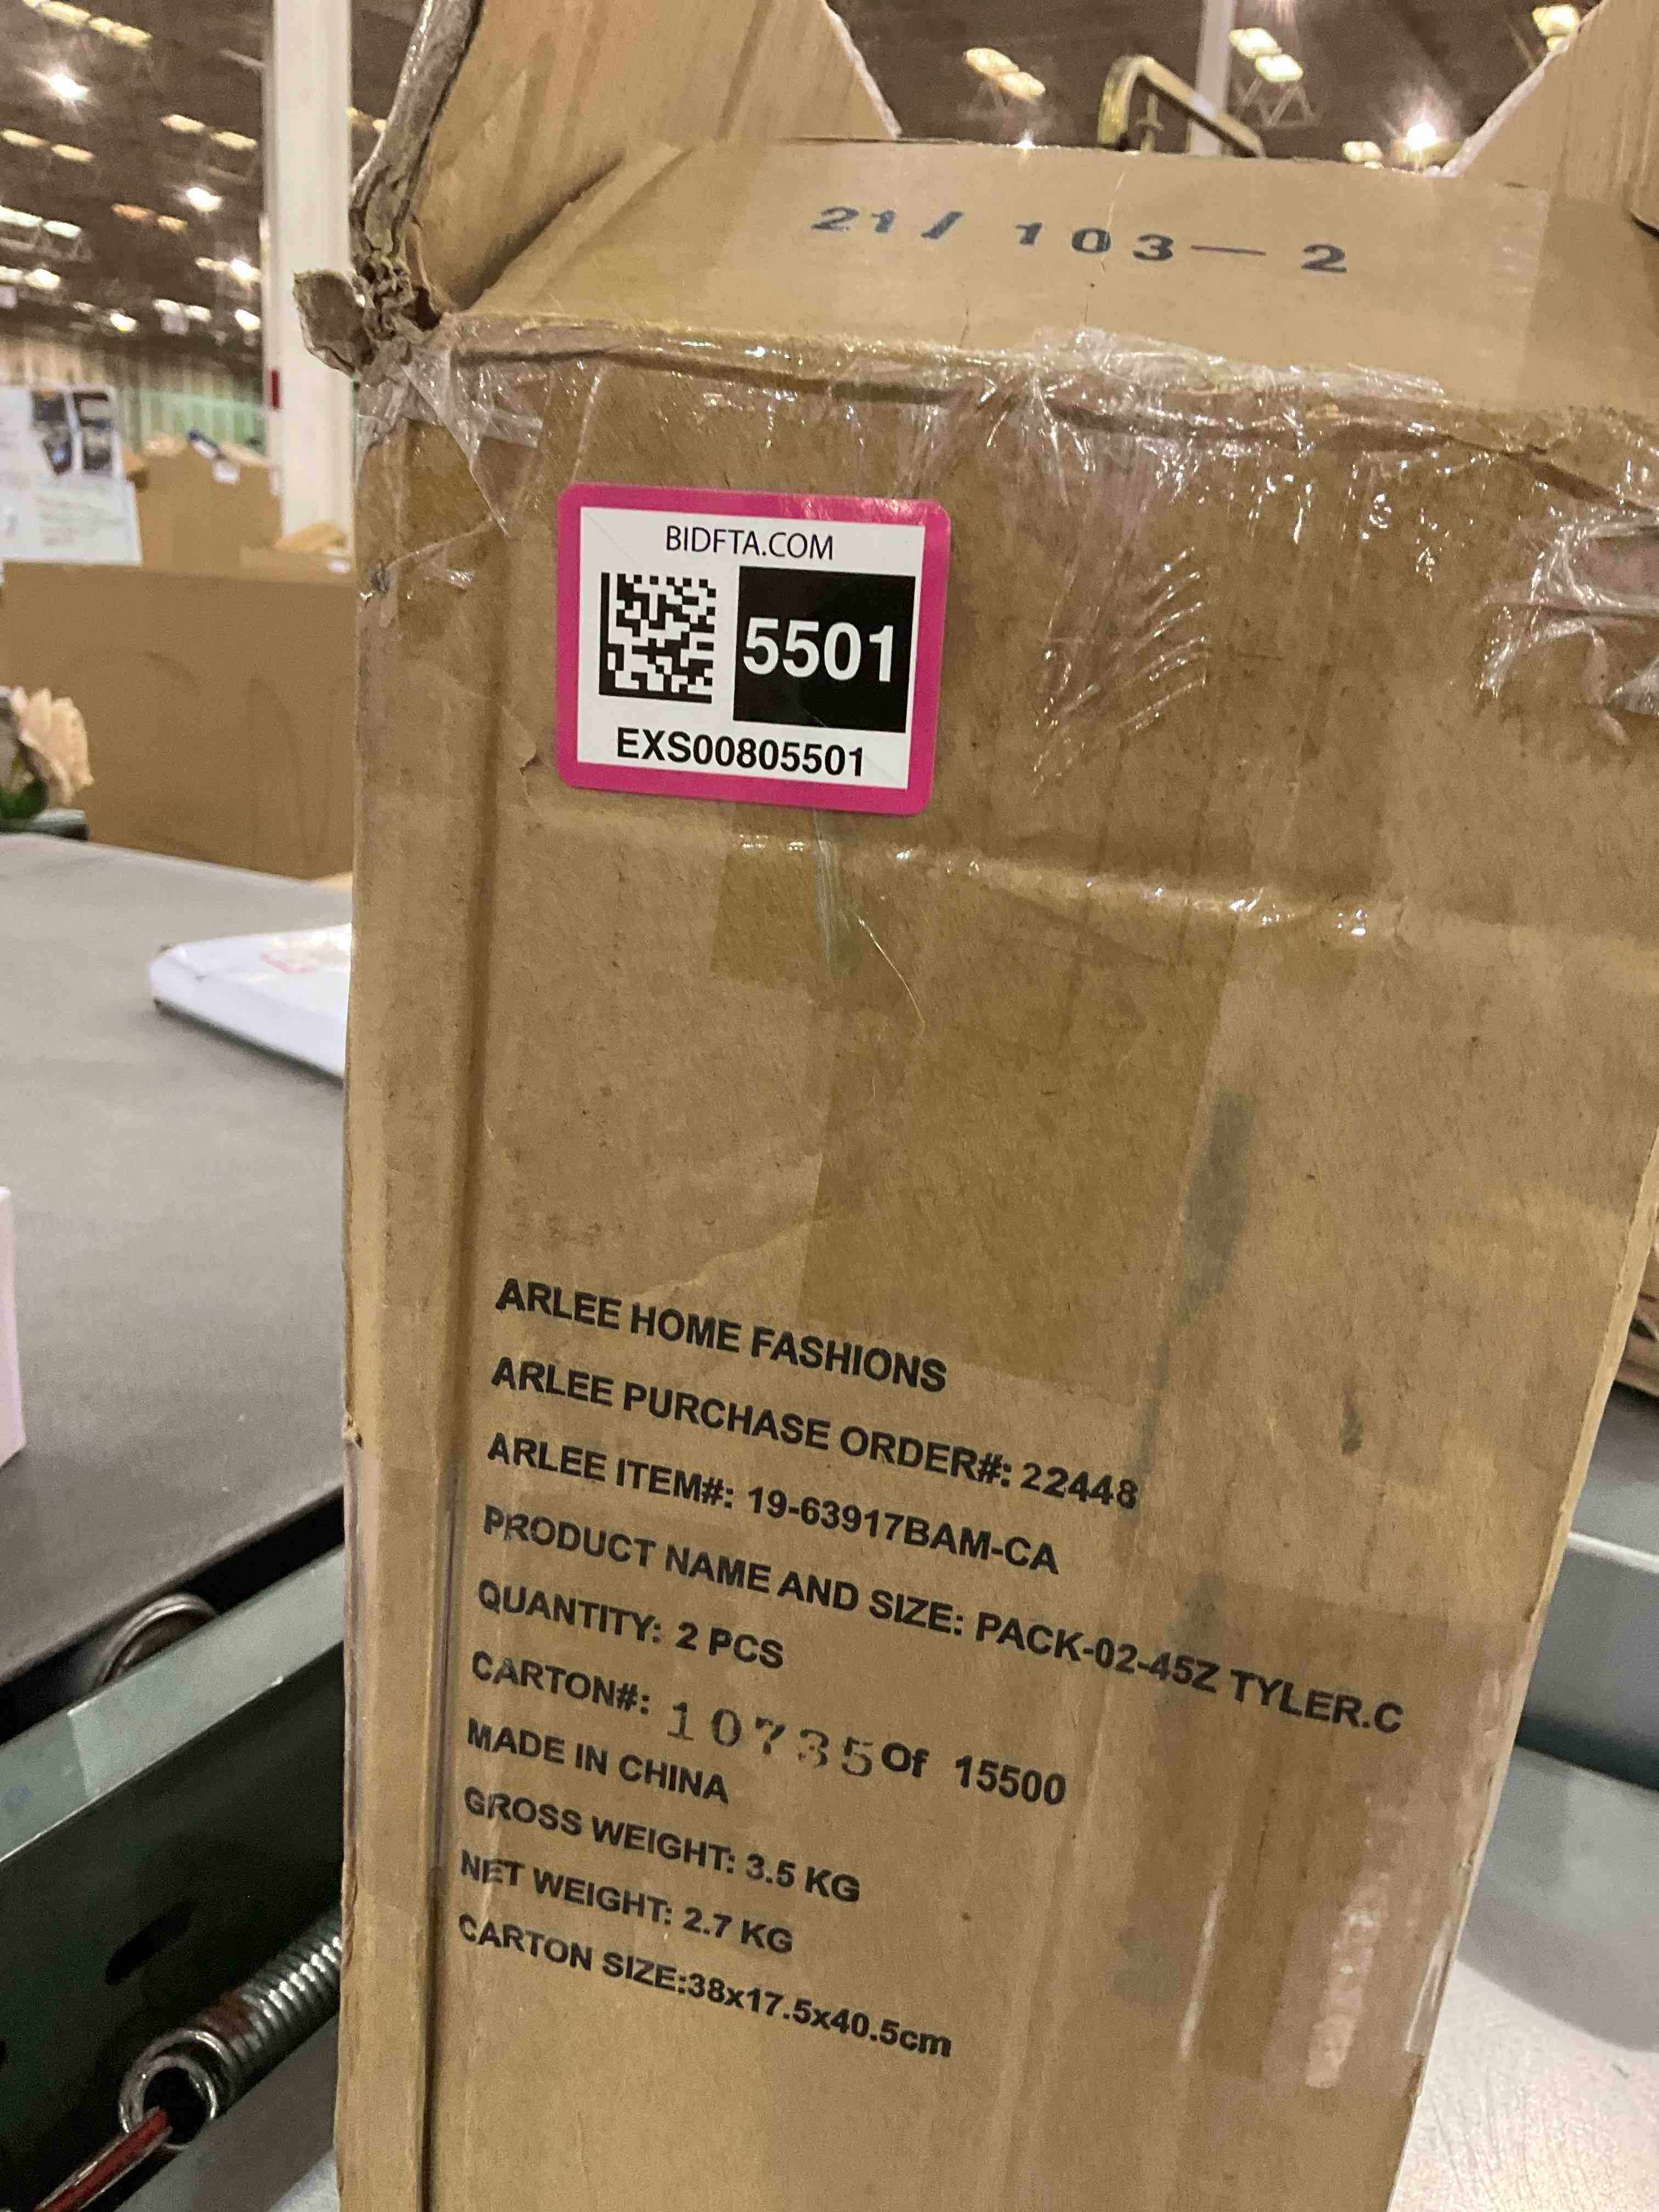 21/ 103-2
BIDFTA.COM
5501
EXS00805501
ARLEE HOME FASHIONS
ARLEE PURCHASE ORDER#: 22448
ARLEE ITEM#: 19-63917BAM-CA
PRODUCT NAME AND SIZE: PACK-02-45Z TYLER.C
QUANTITY: 2 PCS
CARTON#: 10735 Of 15500
MADE IN CHINA
GROSS WEIGHT: 3.5 KG
NET WEIGHT: 2.7 KG
CARTON SIZE:38x17.5x40.5cm